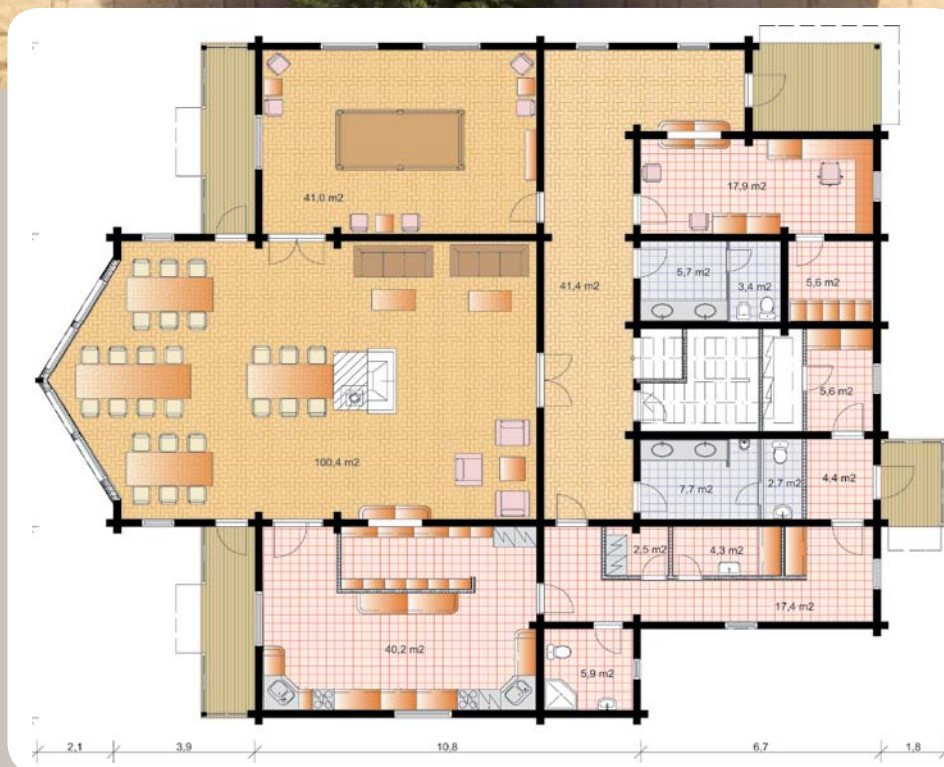 41,0 m2
17,9 m2
5,7 m2
3,4 m2
5,6 m2
41,4 m2
5,6 m2
100,4 m2
7,7 m2
2,7 m2
4,4 m2
2,5 m2
4,3 m2
17,4 m2
40,2 m2
5,9 m2
2,1
3,9
10,8
6,7
1,8